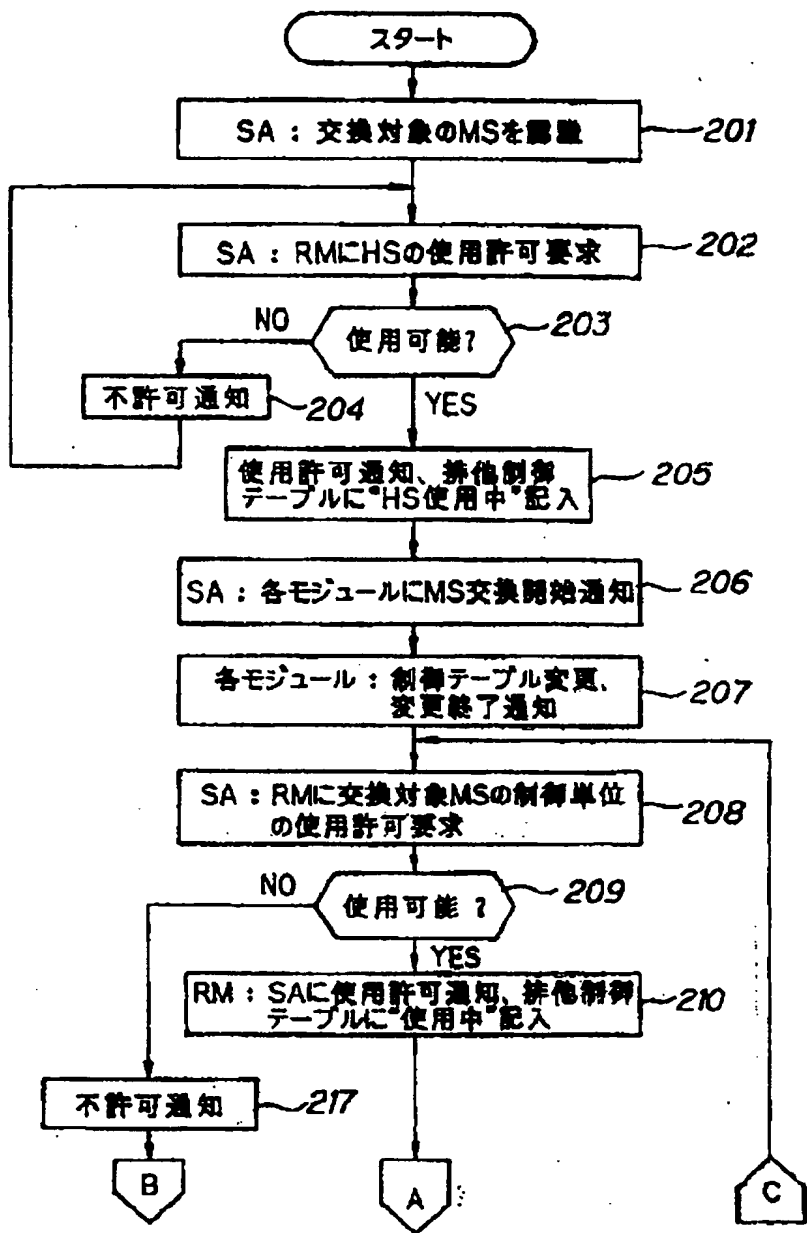 スタート
SA : 交換対象のMSを認識
201
SA : RMにHSの使用許可要求
202
NO
使用可能?
203
不許可通知
204
YES
使用許可通知、排他制御
テーブルに"HS使用中"記入
205
SA : 各モジュールにMS交換開始通知
206
各モジュール : 制御テーブル変更、
変更終了通知
207
SA : RMに交換対象MSの制御単位
の使用許可要求
208
NO
使用可能 ?
209
YES
RM : SAに使用許可通知、排他制御
テーブルに"使用中"記入
210
不許可通知
217
B
A
C